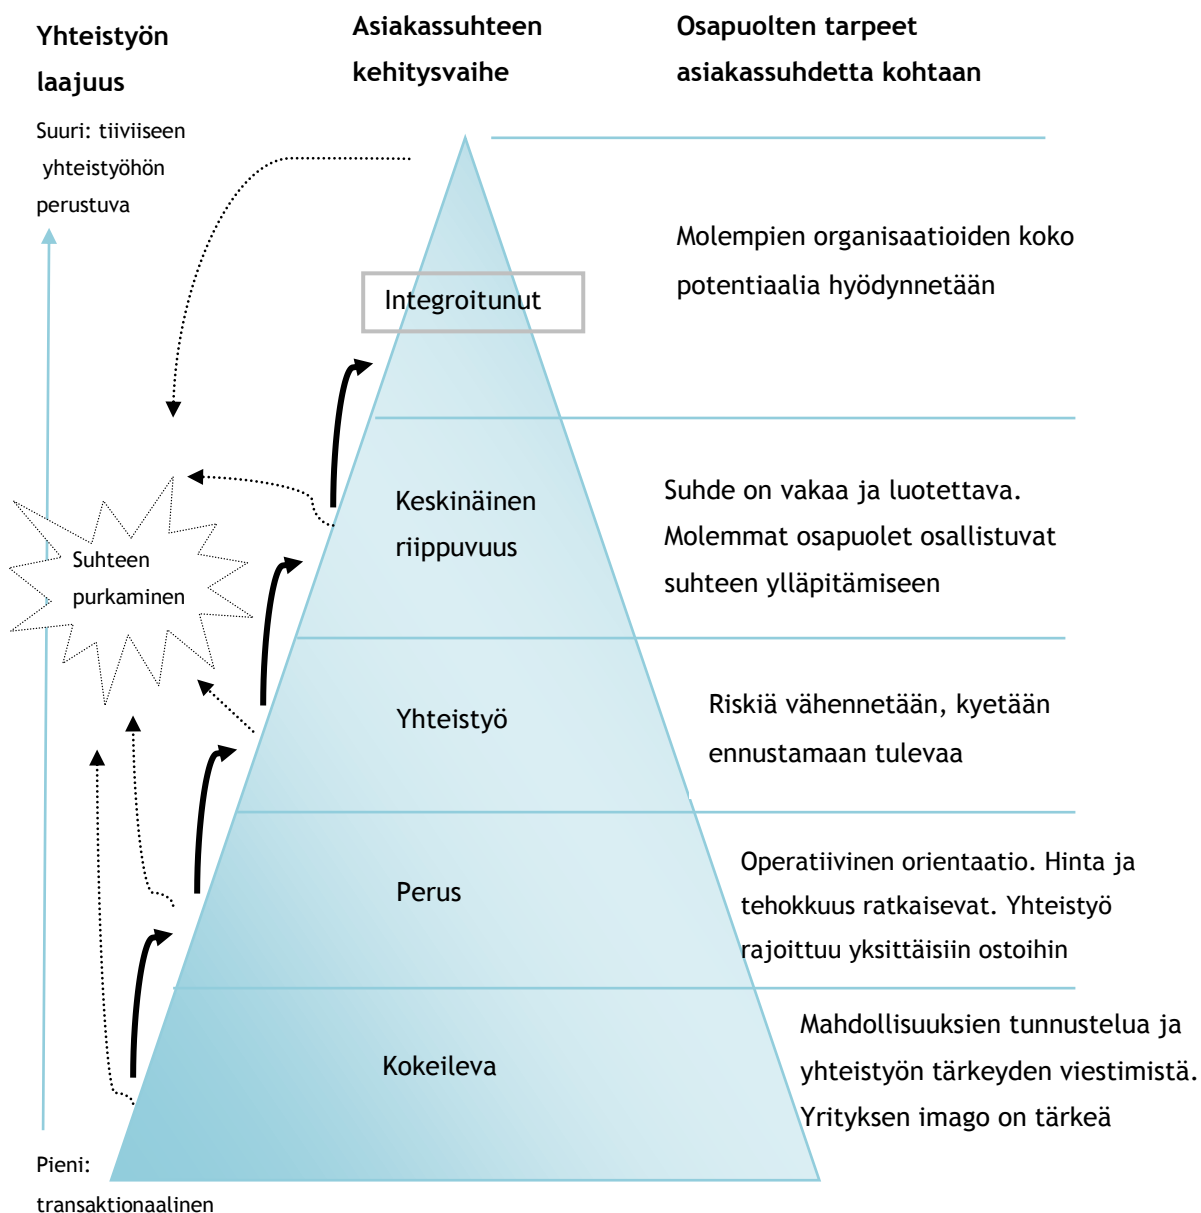 Yhteistyön
laajuus
Asiakassuhteen
kehitysvaihe
Osapuolten tarpeet
asiakassuhdetta kohtaan
Suuri: tiiviiseen
yhteistyöhön
perustuva
Molempien organisaatioiden koko
potentiaalia hyödynnetään
Integroitunut
Keskinäinen
riippuvuus
Suhde on vakaa ja luotettava.
Molemmat osapuolet osallistuvat
suhteen ylläpitämiseen
Suhteen
purkaminen
Yhteistyö
Riskiä vähennetään, kyetään
ennustamaan tulevaa
Perus
Operatiivinen orientaatio. Hinta ja
tehokkuus ratkaisevat. Yhteistyö
rajoittuu yksittäisiin ostoihin
Kokeileva
Mahdollisuuksien tunnustelua ja
yhteistyön tärkeyden viestimistä.
Yrityksen imago on tärkeä
Pieni:
transaktionaalinen